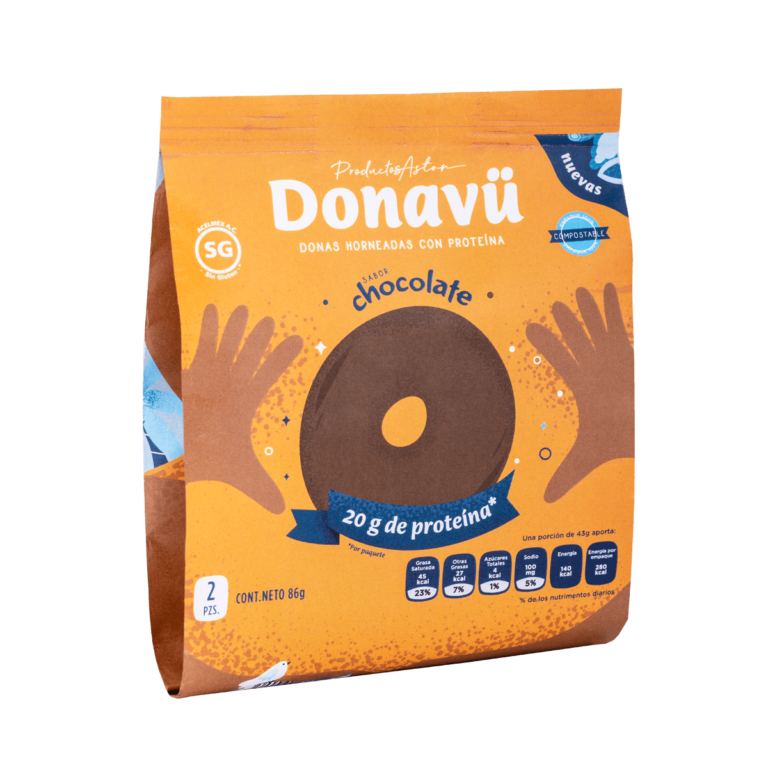 ProductosAston
Donavü
DONAS HORNEADAS CON PROTEÍNA
nuevas
COMPOSTABLE
ACELMEX A.C.
SG
Sin Gluten
SABOR
chocolate
20 g de proteína*
*Por paquete
Una porción de 43g aporta:
Grasa Saturada 45 kcal 23%
Otras Grasas 27 kcal 7%
Azúcares Totales 4 kcal 1%
Sodio 100 mg 5%
Energía 140 kcal
Energía por empaque 280 kcal
% de los nutrimentos diarios
2 PZS.
CONT.NETO 86g